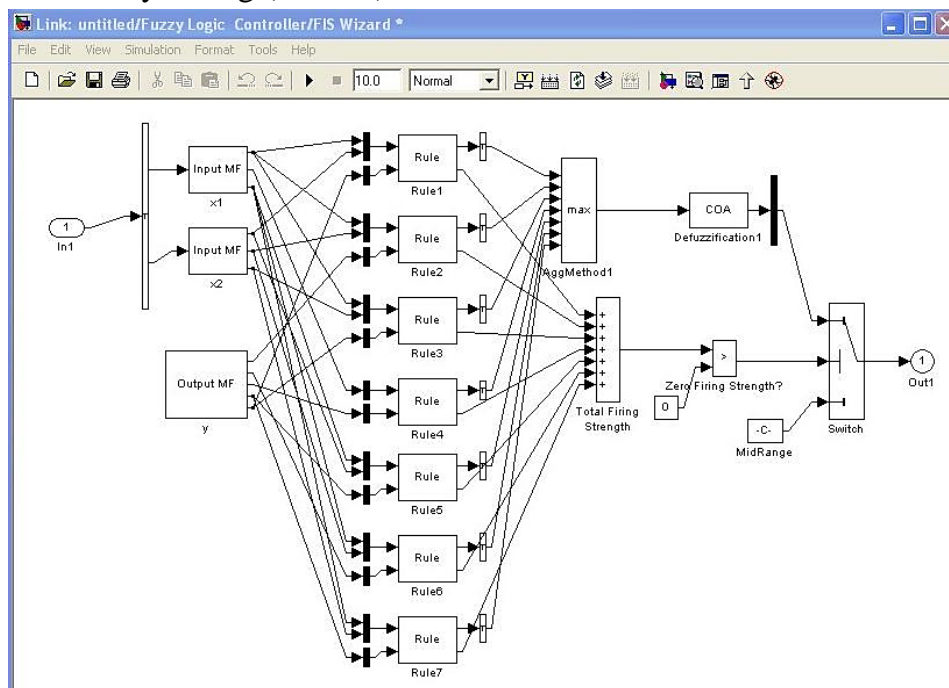 Link: untitled/Fuzzy Logic Controller/FIS Wizard *
File Edit View Simulation Format Tools Help
10.0 Normal
1
In1
T
Input MF
x1
Input MF
x2
Output MF
y
Rule
Rule1
Rule
Rule2
Rule
Rule3
Rule
Rule4
Rule
Rule5
Rule
Rule6
Rule
Rule7
T
T
T
T
T
T
T
max
AggMethod1
+
+
+
+
+
+
+
Total Firing
Strength
COA
Defuzzification1
>
Zero Firing Strength?
0
-C-
MidRange
Switch
1
Out1